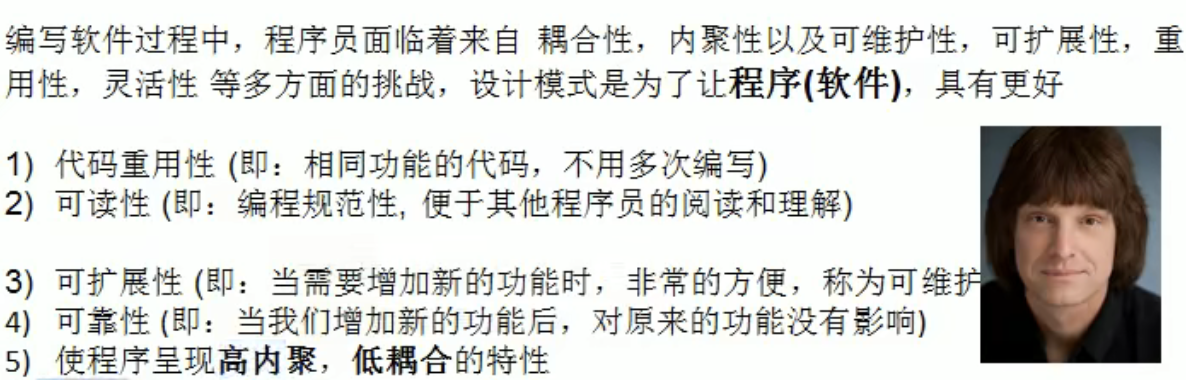 编写软件过程中，程序员面临着来自 耦合性，内聚性以及可维护性，可扩展性，重
用性，灵活性 等多方面的挑战，设计模式是为了让程序(软件)，具有更好
1) 代码重用性 (即：相同功能的代码，不用多次编写)
2) 可读性 (即：编程规范性, 便于其他程序员的阅读和理解)
3) 可扩展性 (即：当需要增加新的功能时，非常的方便，称为可维护
4) 可靠性 (即：当我们增加新的功能后，对原来的功能没有影响)
5) 使程序呈现高内聚，低耦合的特性